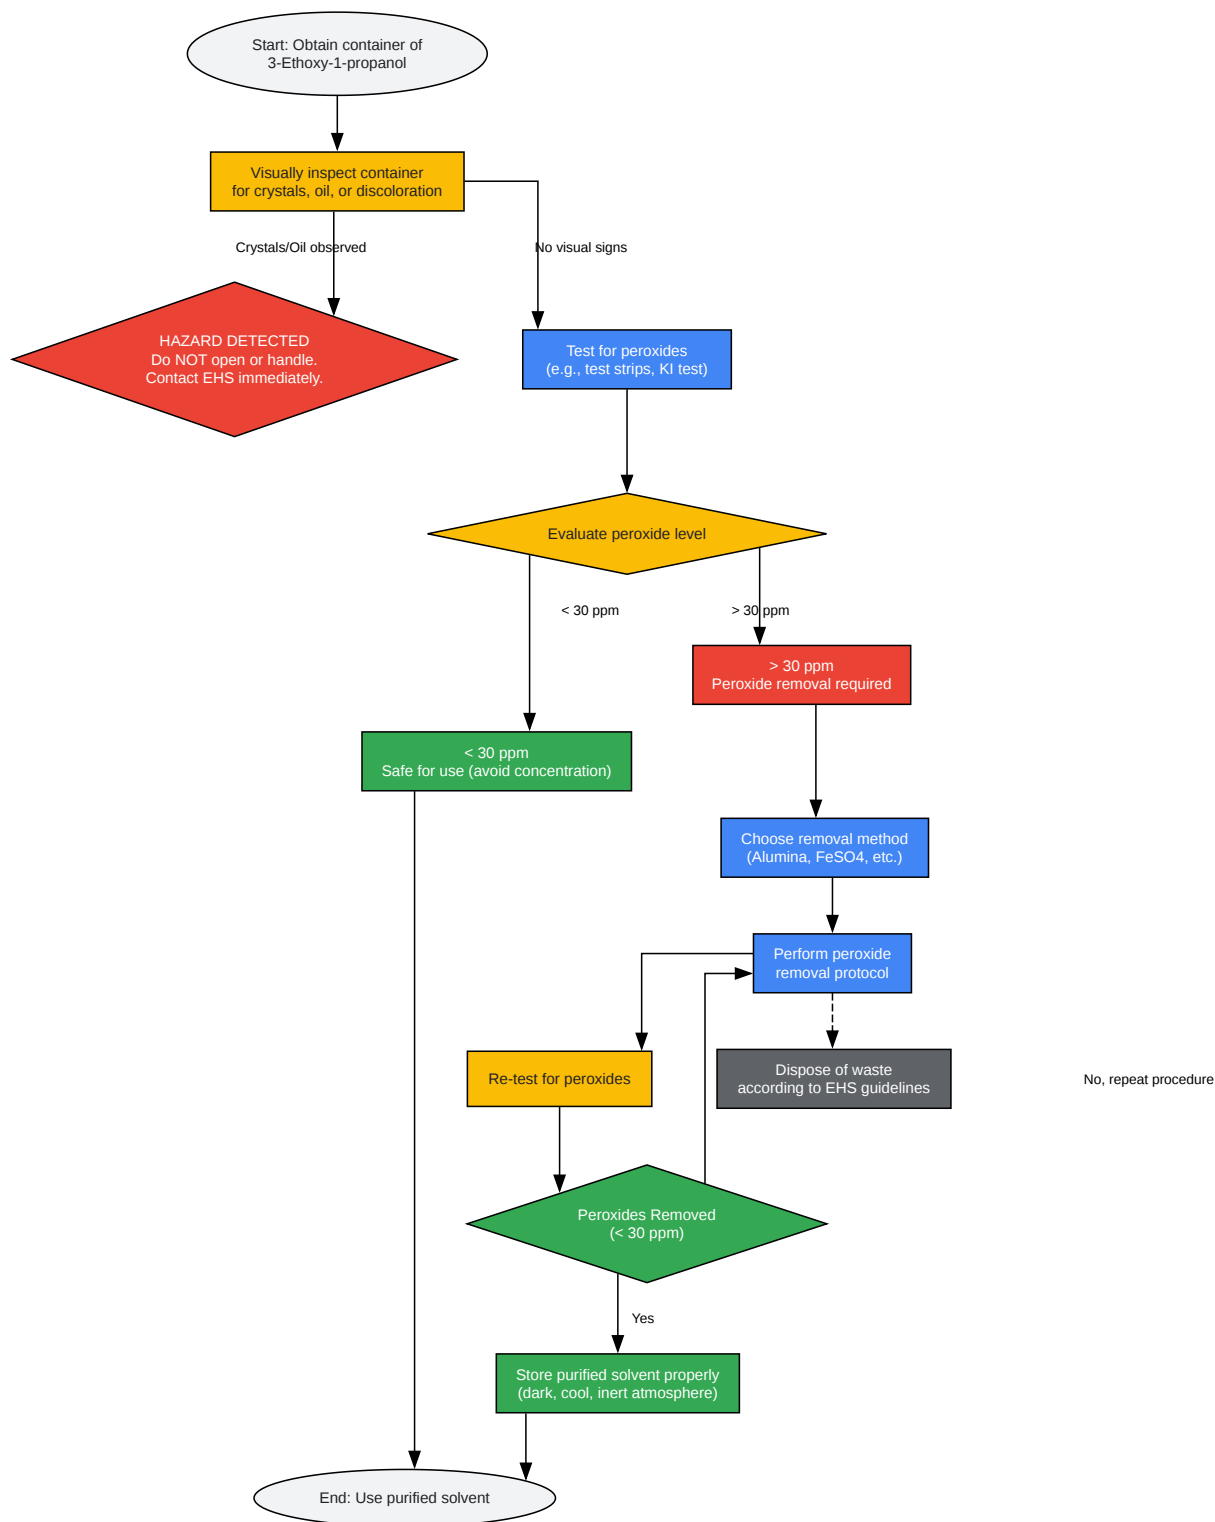 Start: Obtain container of
3-Ethoxy-1-propanol
Visually inspect container
for crystals, oil, or discoloration
Crystals/Oil observed
No visual signs
HAZARD DETECTED
Do NOT open or handle.
Contact EHS immediately.
Test for peroxides
(e.g., test strips, KI test)
Evaluate peroxide level
< 30 ppm
> 30 ppm
> 30 ppm
Peroxide removal required
< 30 ppm
Safe for use (avoid concentration)
Choose removal method
(Alumina, FeSO4, etc.)
Perform peroxide
removal protocol
Re-test for peroxides
Dispose of waste
according to EHS guidelines
No, repeat procedure
Peroxides Removed
(< 30 ppm)
Yes
Store purified solvent properly
(dark, cool, inert atmosphere)
End: Use purified solvent